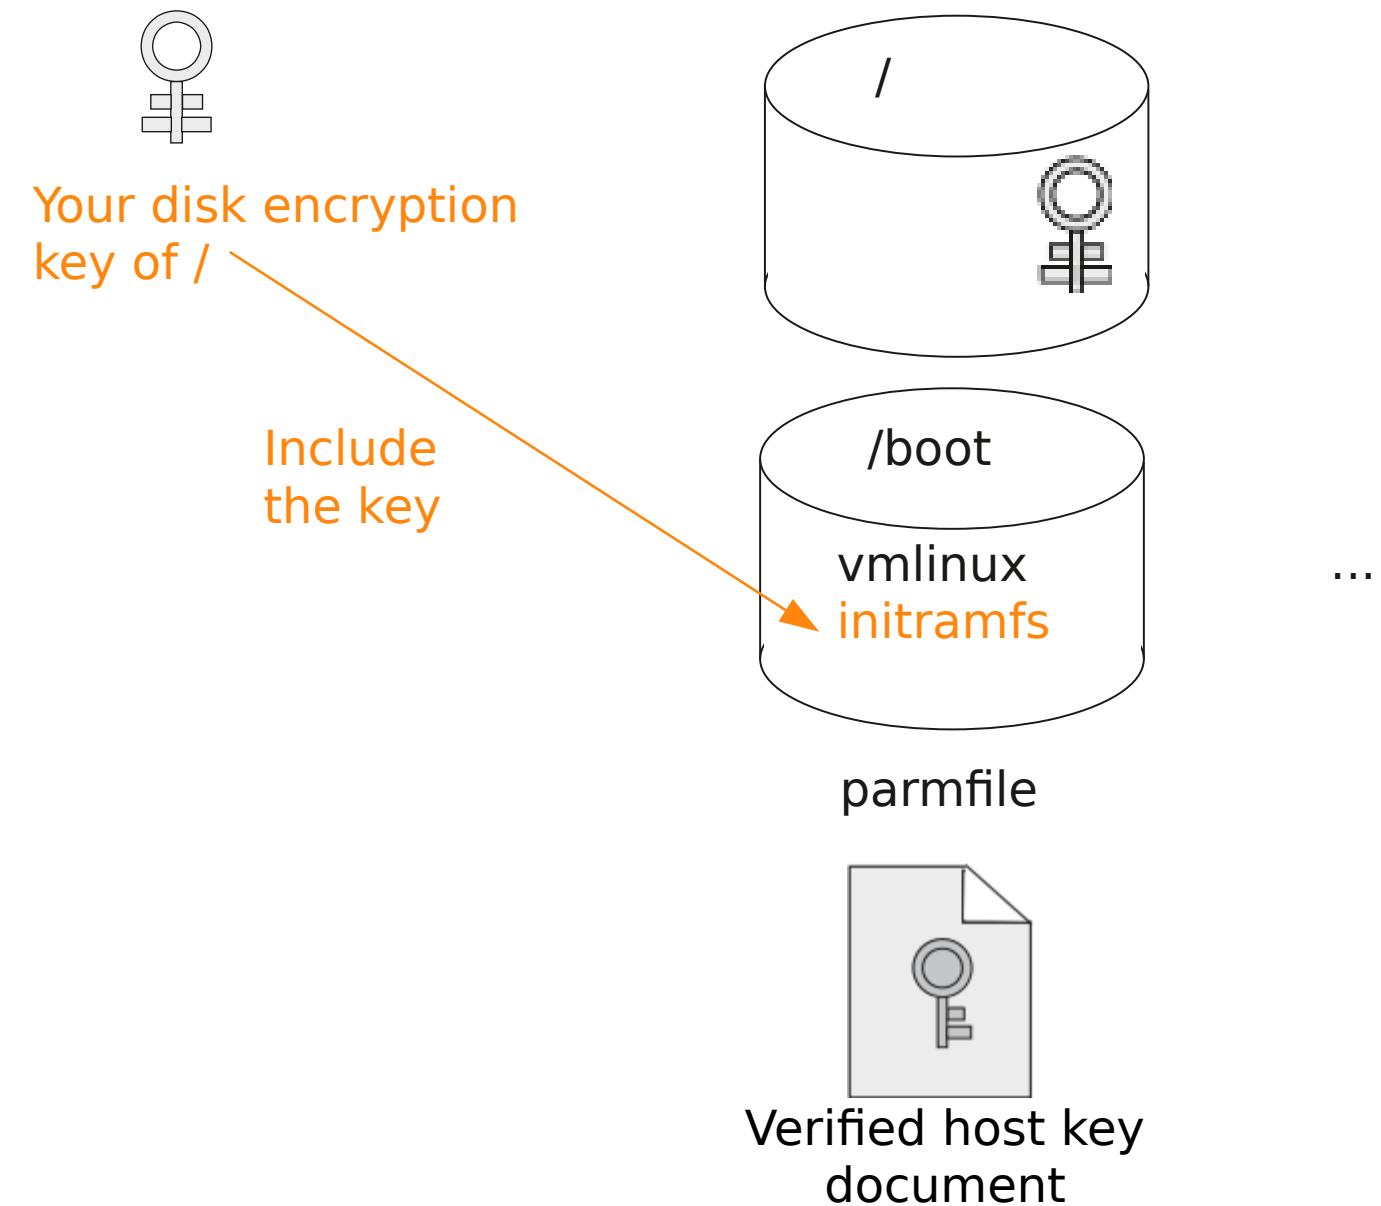 /
Your disk encryption
key of /
Include
the key
/boot
vmlinux
initramfs
...
parmfile
Verified host key
document